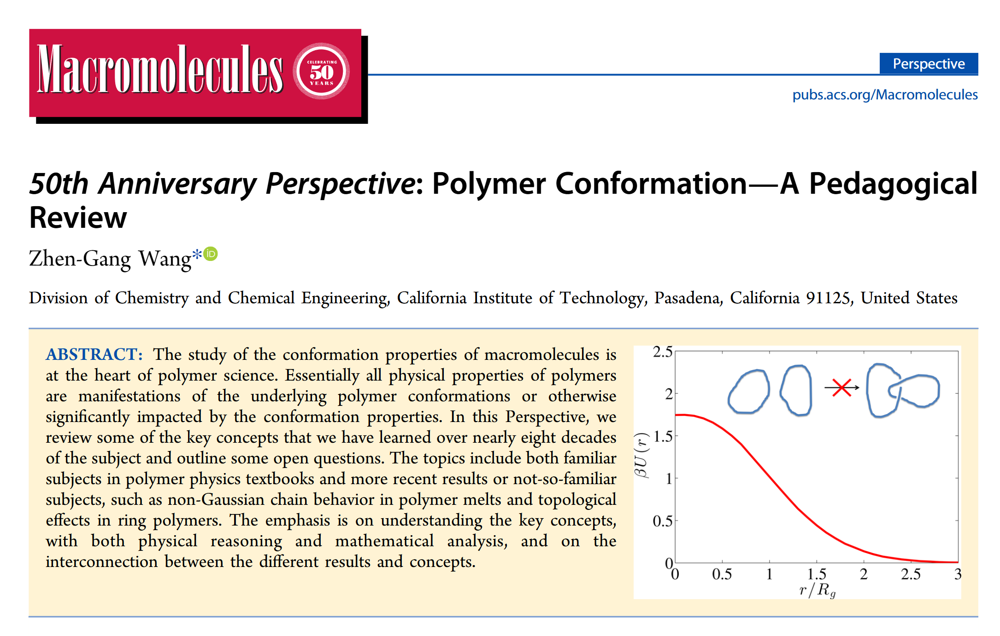 Macromolecules
CELEBRATING
50
YEARS
Perspective
pubs.acs.org/Macromolecules
50th Anniversary Perspective: Polymer Conformation—A Pedagogical
Review
Zhen-Gang Wang*
iD
Division of Chemistry and Chemical Engineering, California Institute of Technology, Pasadena, California 91125, United States
ABSTRACT: The study of the conformation properties of macromolecules is
at the heart of polymer science. Essentially all physical properties of polymers
are manifestations of the underlying polymer conformations or otherwise
significantly impacted by the conformation properties. In this Perspective, we
review some of the key concepts that we have learned over nearly eight decades
of the subject and outline some open questions. The topics include both familiar
subjects in polymer physics textbooks and more recent results or not-so-familiar
subjects, such as non-Gaussian chain behavior in polymer melts and topological
effects in ring polymers. The emphasis is on understanding the key concepts,
with both physical reasoning and mathematical analysis, and on the
interconnection between the different results and concepts.
2.5
2
1.5
1
0.5
0
βU(r)
0 0.5 1 1.5 2 2.5 3
r/Rg